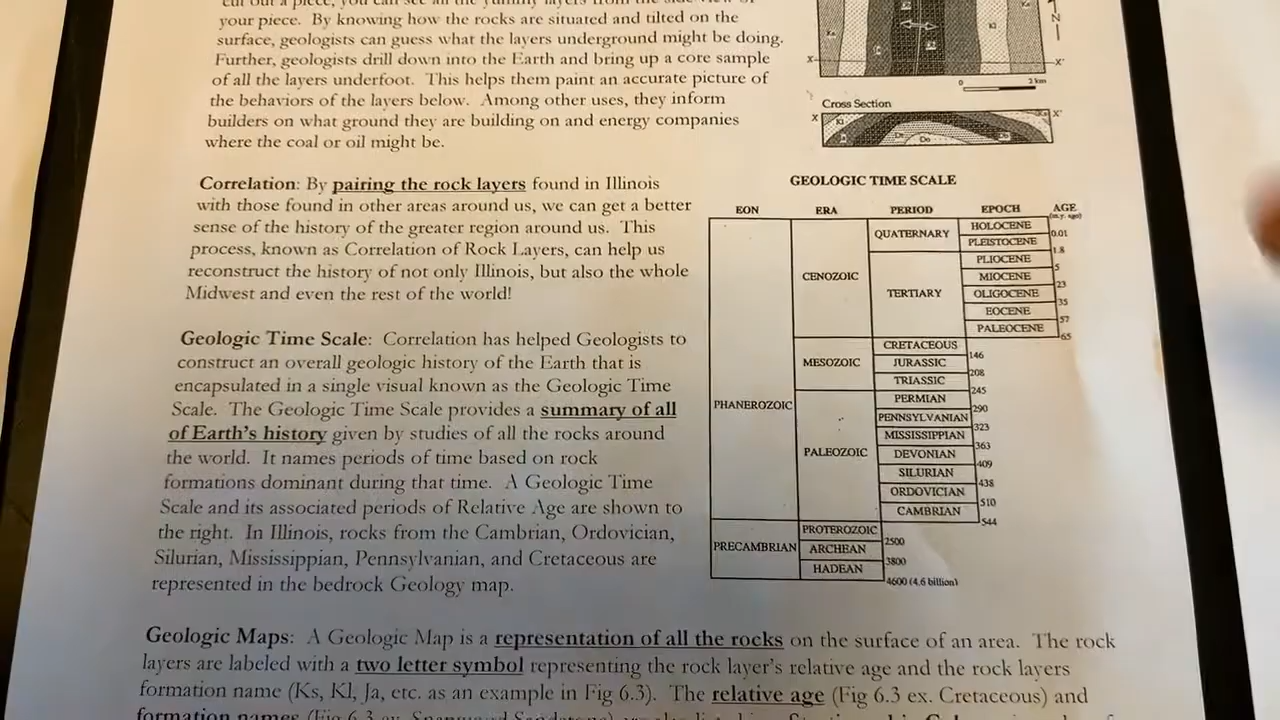 your piece. By knowing how the rocks are situated and tilted on the
surface, geologists can guess what the layers underground might be doing.
Further, geologists drill down into the Earth and bring up a core sample
of all the layers underfoot. This helps them paint an accurate picture of
the behaviors of the layers below. Among other uses, they inform
builders on what ground they are building on and energy companies
where the coal or oil might be.
N
X X'
0 2 km
Cross Section
X X'
Correlation: By pairing the rock layers found in Illinois
with those found in other areas around us, we can get a better
sense of the history of the greater region around us. This
process, known as Correlation of Rock Layers, can help us
reconstruct the history of not only Illinois, but also the whole
Midwest and even the rest of the world!
Geologic Time Scale: Correlation has helped Geologists to
construct an overall geologic history of the Earth that is
encapsulated in a single visual known as the Geologic Time
Scale. The Geologic Time Scale provides a summary of all
of Earth's history given by studies of all the rocks around
the world. It names periods of time based on rock
formations dominant during that time. A Geologic Time
Scale and its associated periods of Relative Age are shown to
the right. In Illinois, rocks from the Cambrian, Ordovician,
Silurian, Mississippian, Pennsylvanian, and Cretaceous are
represented in the bedrock Geology map.
GEOLOGIC TIME SCALE
EON ERA PERIOD EPOCH AGE
(m.y. ago)
PHANEROZOIC
CENOZOIC
QUATERNARY
HOLOCENE
0.01
PLEISTOCENE
1.8
TERTIARY
PLIOCENE
5
MIOCENE
23
OLIGOCENE
35
EOCENE
57
PALEOCENE
65
MESOZOIC
CRETACEOUS
146
JURASSIC
208
TRIASSIC
245
PALEOZOIC
PERMIAN
290
PENNSYLVANIAN
323
MISSISSIPPIAN
363
DEVONIAN
409
SILURIAN
438
ORDOVICIAN
510
CAMBRIAN
544
PRECAMBRIAN
PROTEROZOIC
2500
ARCHEAN
3800
HADEAN
4600 (4.6 billion)
Geologic Maps: A Geologic Map is a representation of all the rocks on the surface of an area. The rock
layers are labeled with a two letter symbol representing the rock layer's relative age and the rock layers
formation name (Ks, Kl, Ja, etc. as an example in Fig 6.3). The relative age (Fig 6.3 ex. Cretaceous) and